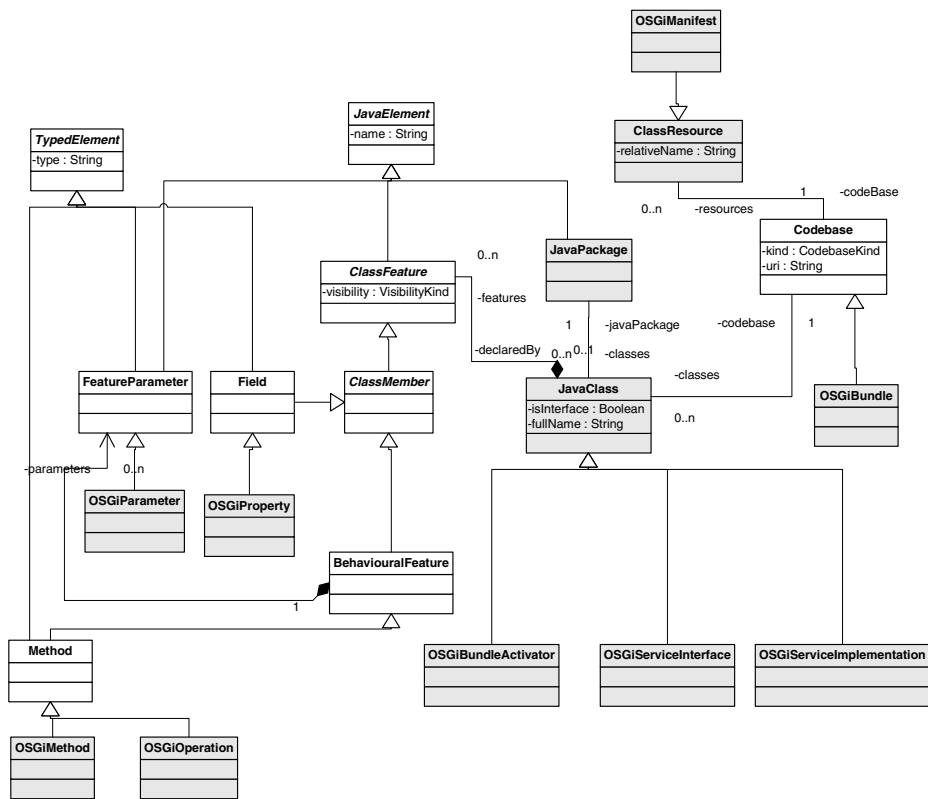 OSGiManifest
JavaElement
-name : String
TypedElement
-type : String
ClassResource
-relativeName : String
1
-codeBase
0..n
-resources
Codebase
-kind : CodebaseKind
-uri : String
JavaPackage
0..n
ClassFeature
-visibility : VisibilityKind
-features
1
-javaPackage
-codebase
1
-declaredBy
0..n
0..1
-classes
-classes
FeatureParameter
Field
ClassMember
JavaClass
-isInterface : Boolean
-fullName : String
0..n
OSGiBundle
-parameters
0..n
OSGiParameter
OSGiProperty
BehaviouralFeature
1
Method
OSGiBundleActivator
OSGiServiceInterface
OSGiServiceImplementation
OSGiMethod
OSGiOperation